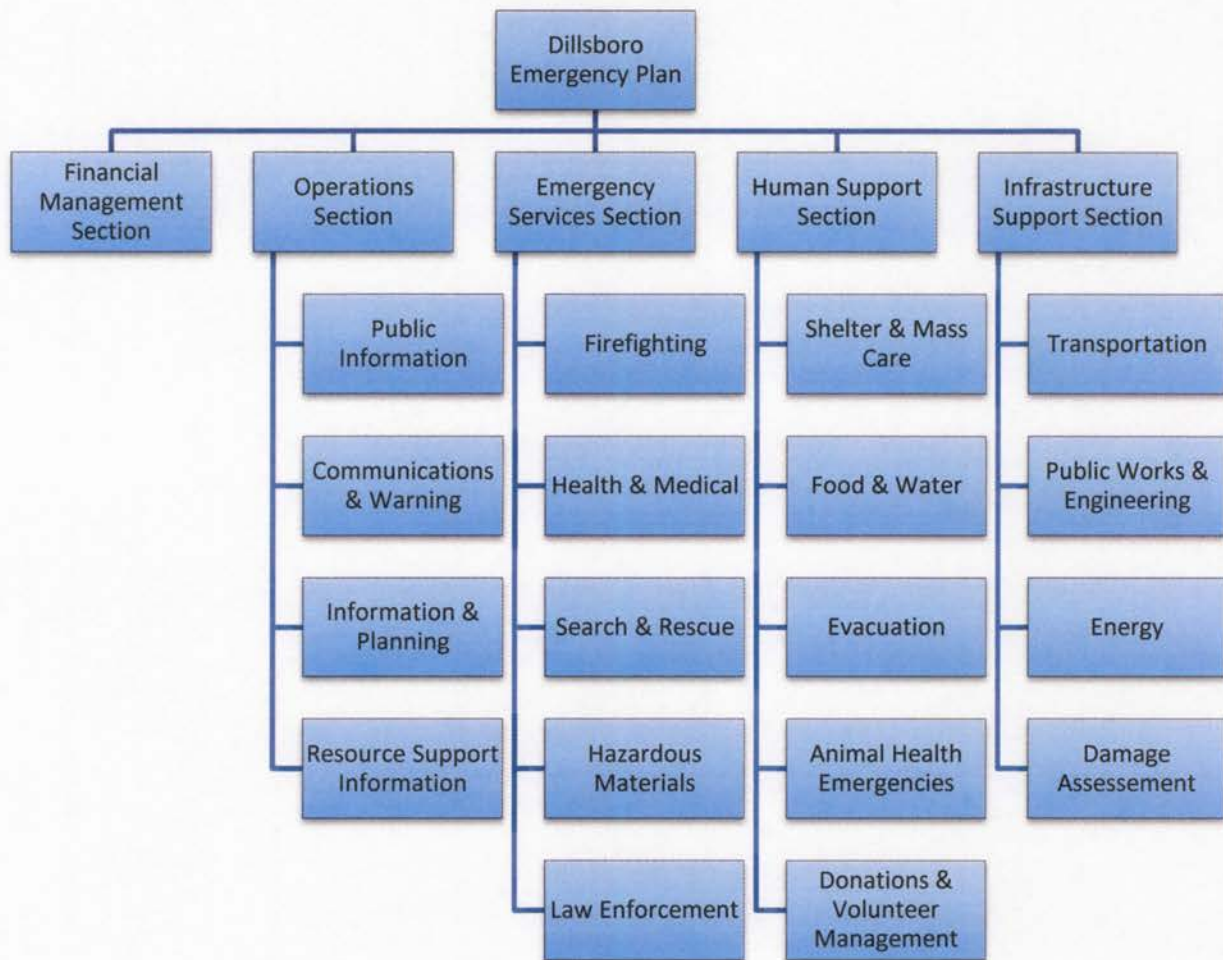 Dillsboro
Emergency Plan
Financial
Management
Section
Operations
Section
Emergency
Services Section
Human Support
Section
Infrastructure
Support Section
Public
Information
Communications
& Warning
Information &
Planning
Resource Support
Information
Firefighting
Health & Medical
Search & Rescue
Hazardous
Materials
Law Enforcement
Shelter & Mass
Care
Food & Water
Evacuation
Animal Health
Emergencies
Donations &
Volunteer
Management
Transportation
Public Works &
Engineering
Energy
Damage
Assessement